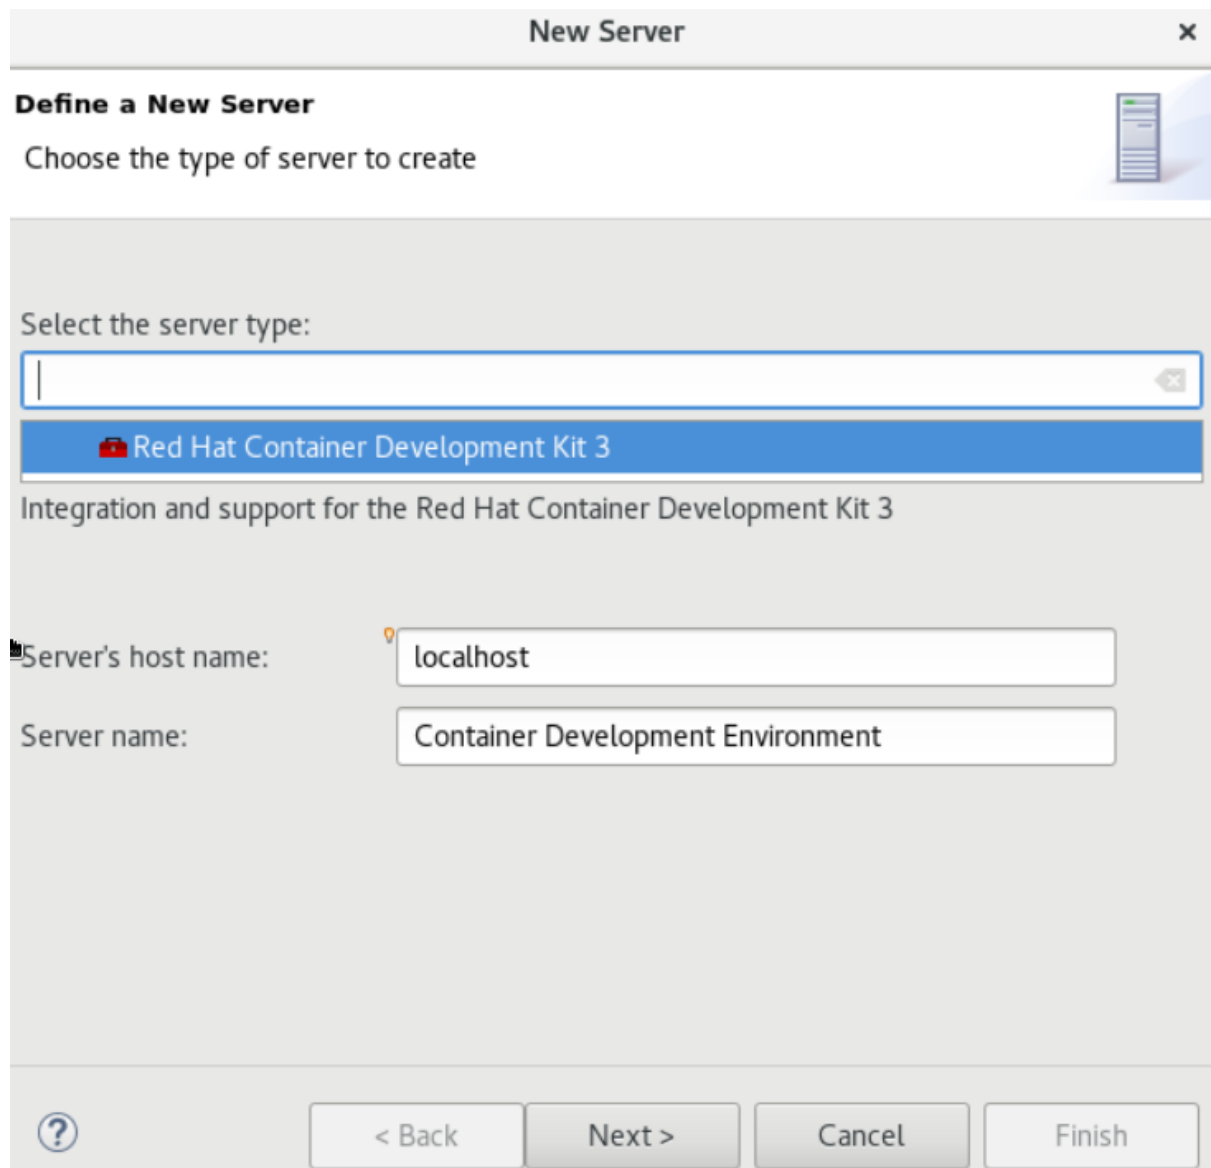 New Server
Define a New Server
Choose the type of server to create
Select the server type:
Red Hat Container Development Kit 3
Integration and support for the Red Hat Container Development Kit 3
Server's host name: localhost
Server name: Container Development Environment
< Back Next > Cancel Finish